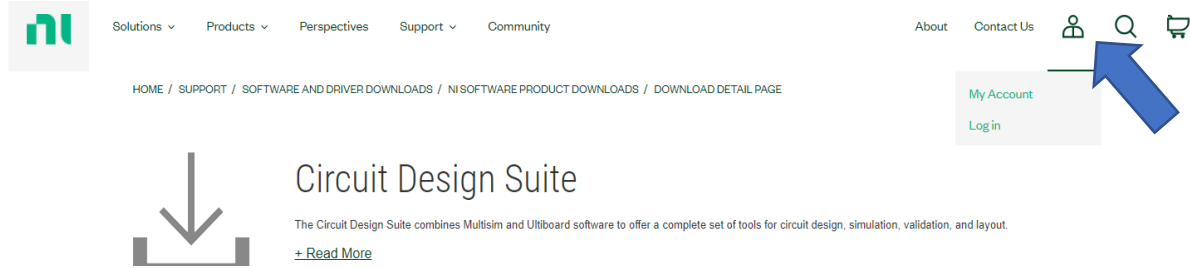 ni
Solutions Products Perspectives Support Community About Contact Us
HOME / SUPPORT / SOFTWARE AND DRIVER DOWNLOADS / NI SOFTWARE PRODUCT DOWNLOADS / DOWNLOAD DETAIL PAGE
My Account
Log in
Circuit Design Suite
The Circuit Design Suite combines Multisim and Ultiboard software to offer a complete set of tools for circuit design, simulation, validation, and layout.
+ Read More